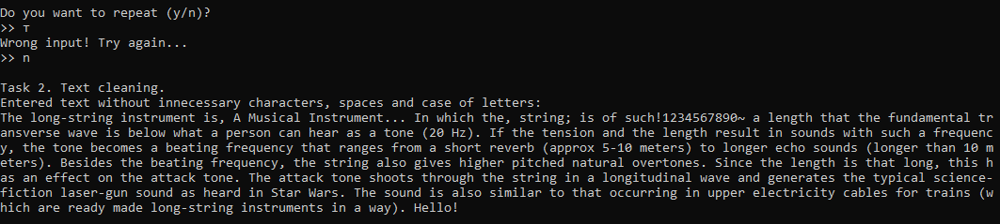 Do you want to repeat (y/n)?
>> т
Wrong input! Try again...
>> n
Task 2. Text cleaning.
Entered text without innecessary characters, spaces and case of letters:
The long-string instrument is, A Musical Instrument... In which the, string; is of such!1234567890~ a length that the fundamental tr
ansverse wave is below what a person can hear as a tone (20 Hz). If the tension and the length result in sounds with such a frequenc
y, the tone becomes a beating frequency that ranges from a short reverb (approx 5-10 meters) to longer echo sounds (longer than 10 m
eters). Besides the beating frequency, the string also gives higher pitched natural overtones. Since the length is that long, this h
as an effect on the attack tone. The attack tone shoots through the string in a longitudinal wave and generates the typical science-
fiction laser-gun sound as heard in Star Wars. The sound is also similar to that occurring in upper electricity cables for trains (w
hich are ready made long-string instruments in a way). Hello!